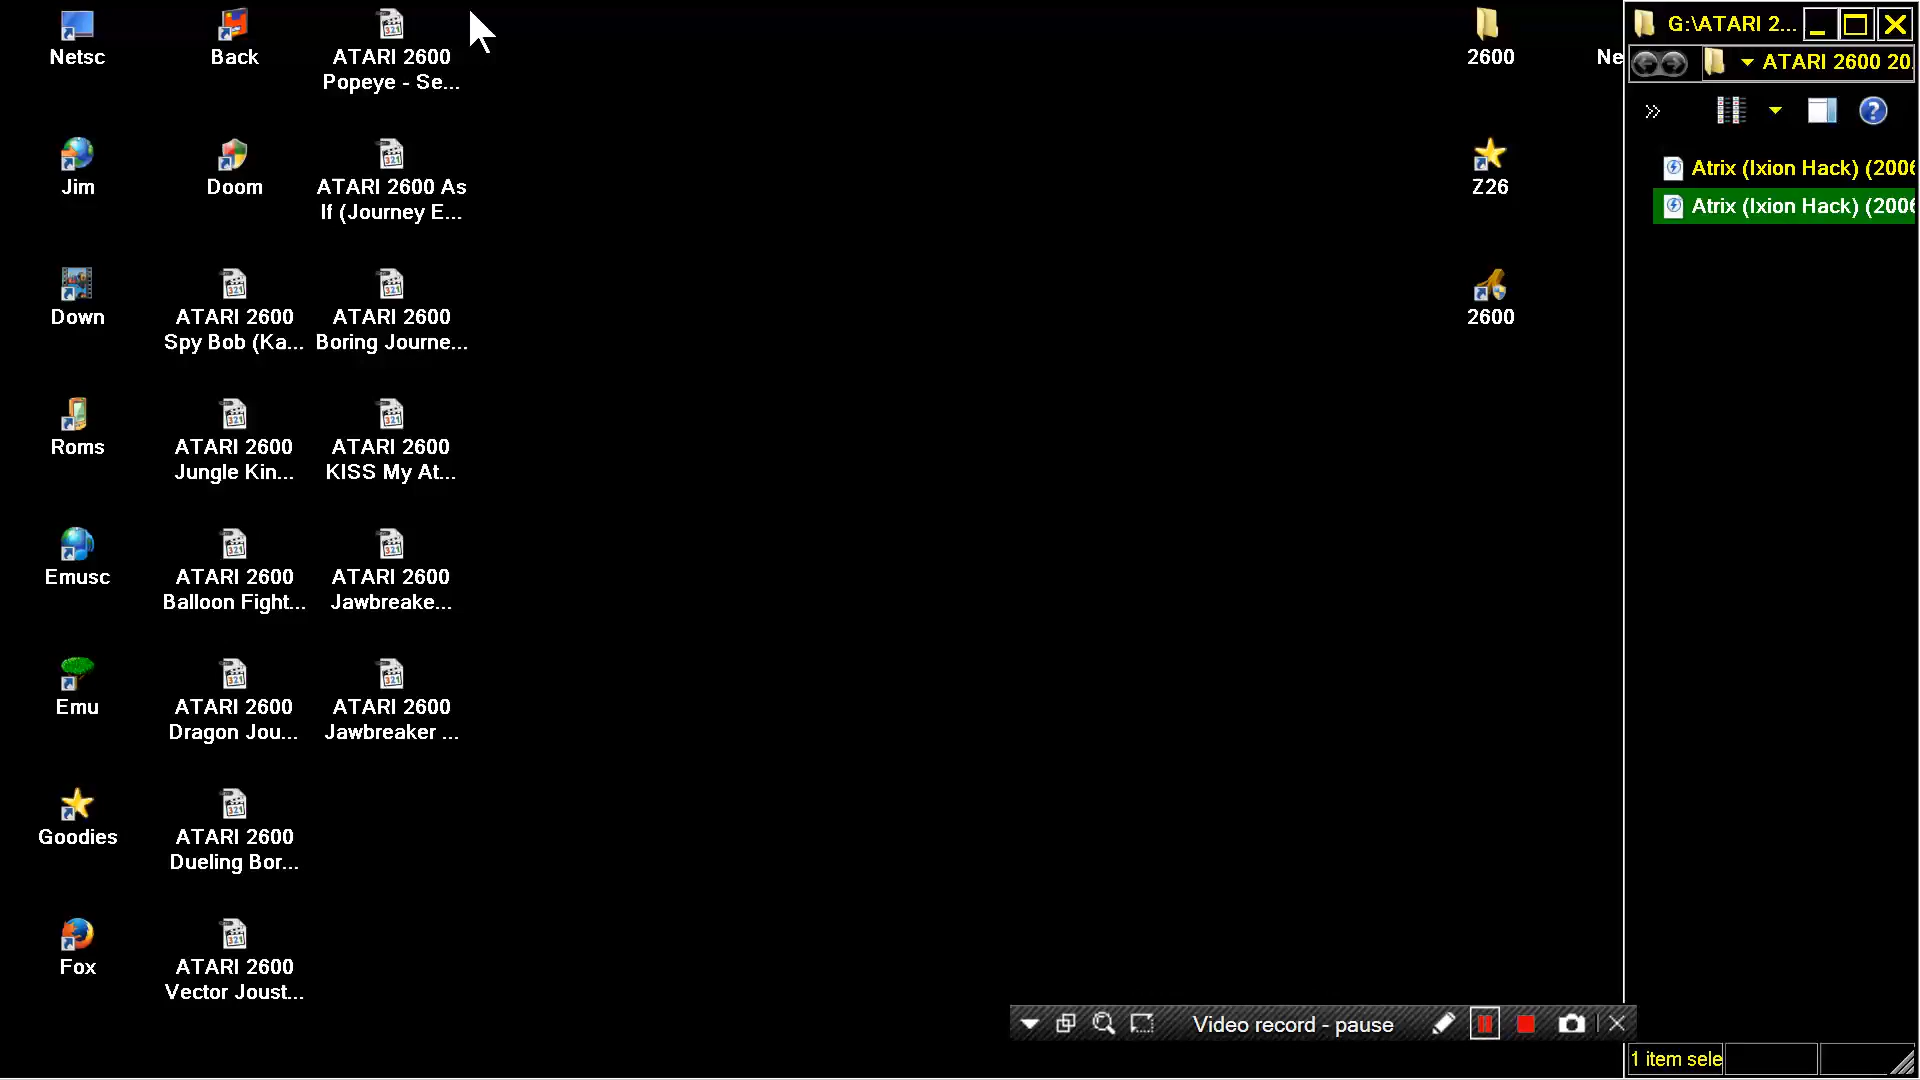 Netsc
Jim
Down
Roms
Emusc
Emu
Goodies
Fox
Back
Doom
ATARI 2600
Spy Bob (Ka...
ATARI 2600
Jungle Kin...
ATARI 2600
Balloon Fight...
ATARI 2600
Dragon Jou...
ATARI 2600
Dueling Bor...
ATARI 2600
Vector Joust...
ATARI 2600
Popeye - Se...
ATARI 2600 As
If (Journey E...
ATARI 2600
Boring Journe...
ATARI 2600
KISS My At...
ATARI 2600
Jawbreake...
ATARI 2600
Jawbreaker ...
2600
Z26
2600
Ne
G:\ATARI 2...
ATARI 2600 20
Atrix (Ixion Hack) (2006
Atrix (Ixion Hack) (2006
Video record - pause
1 item sele